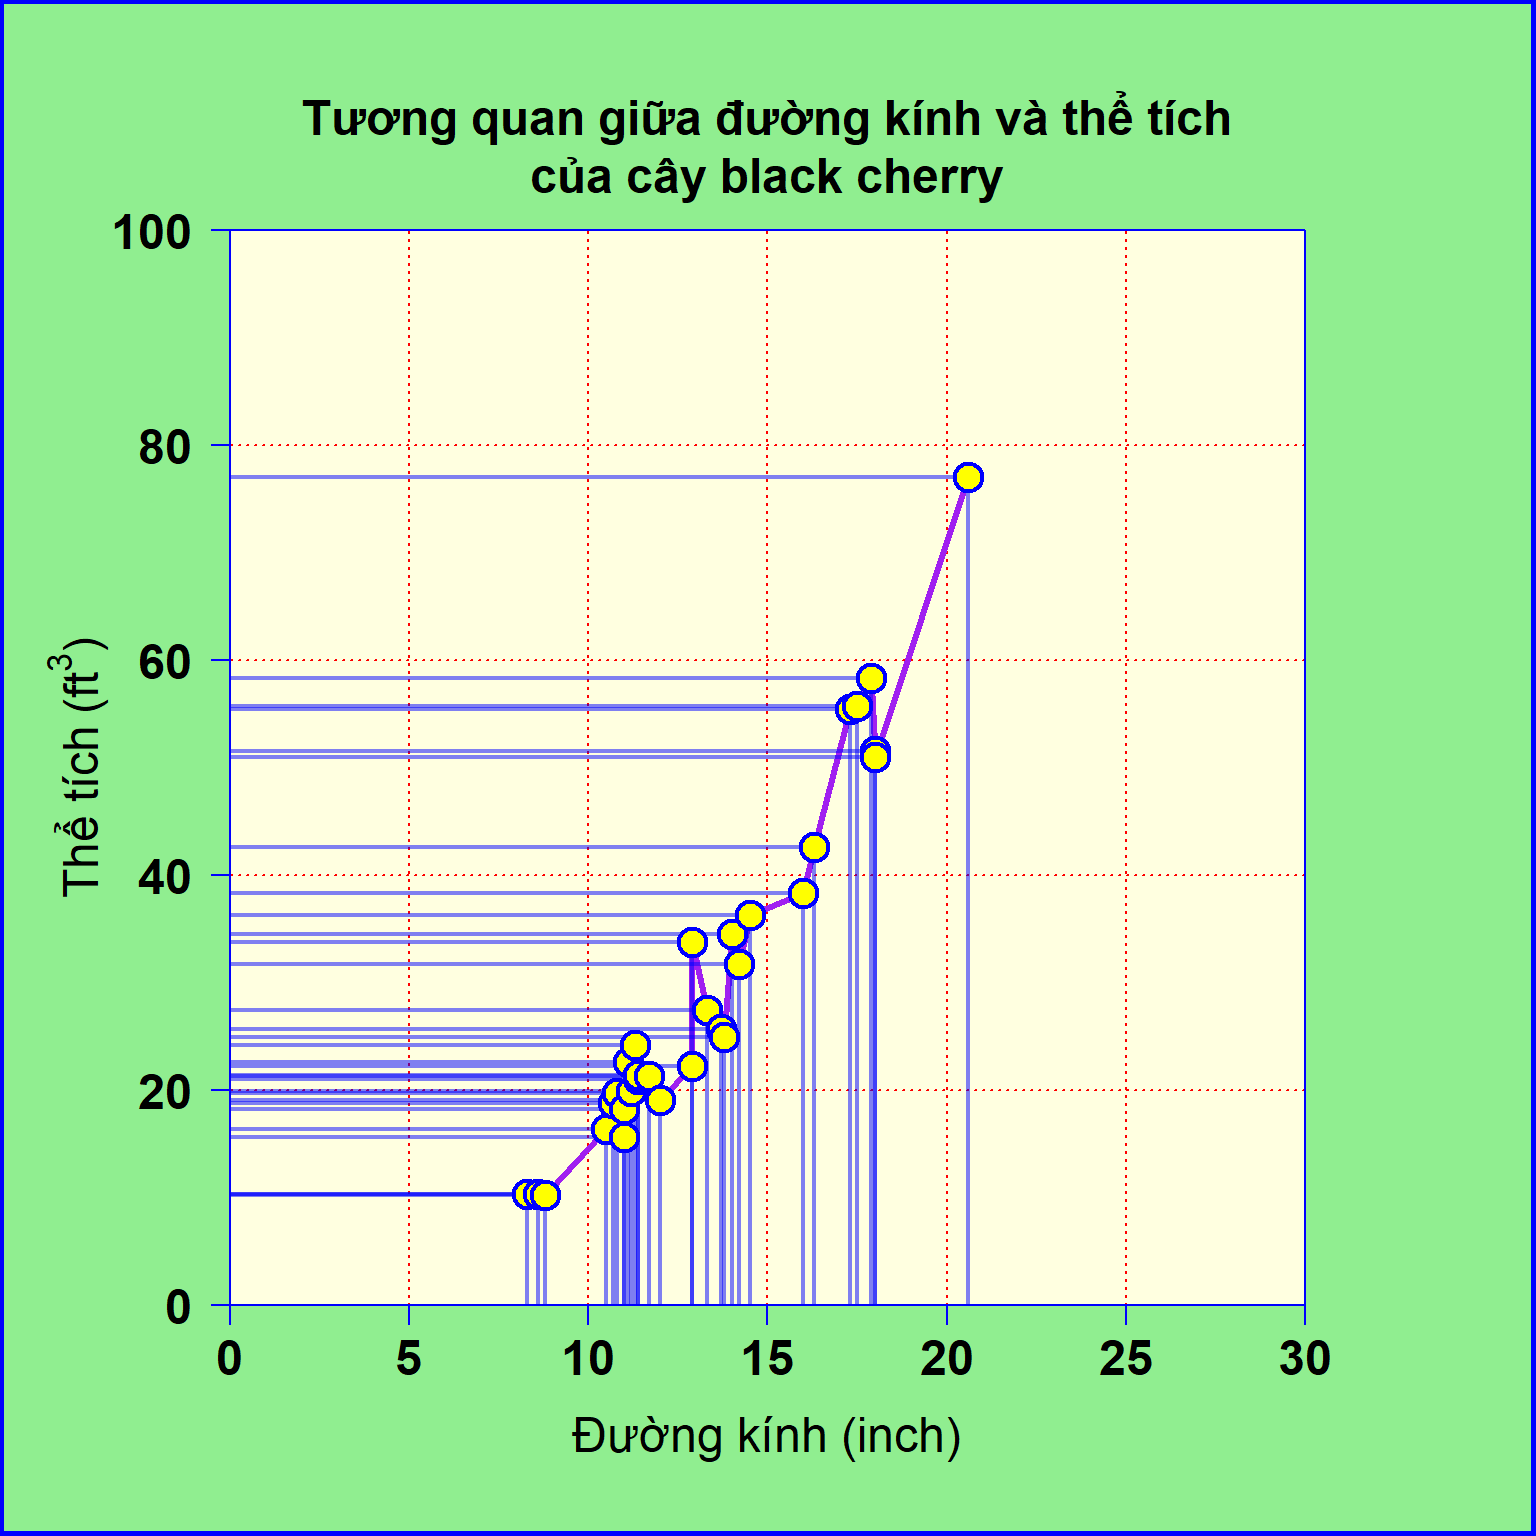 Tương quan giữa đường kính và thể tích
của cây black cherry
100
80
60
40
20
0
Thể tích (ft³)
0 5 10 15 20 25 30
Đường kính (inch)